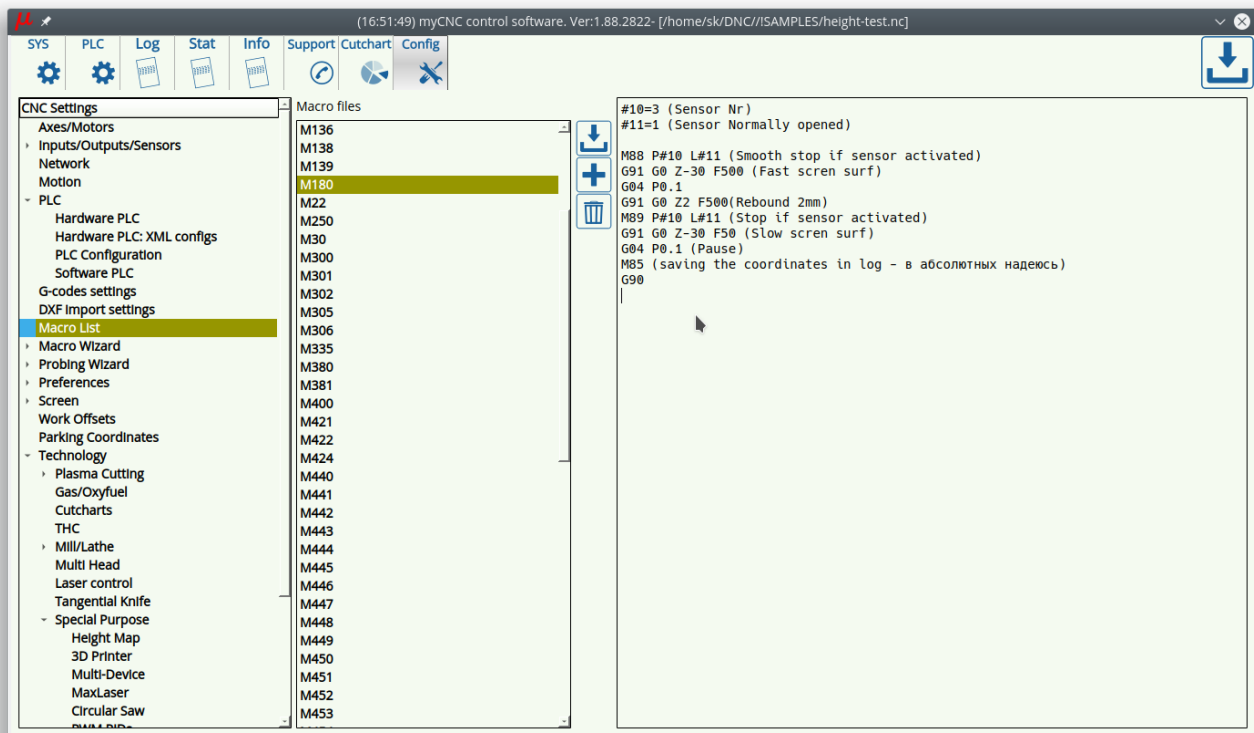 (16:51:49) myCNC control software. Ver:1.88.2822- [/home/sk/DNC//!SAMPLES/height-test.nc]
SYS PLC Log Stat Info Support Cutchart Config
CNC Settings
Axes/Motors
Inputs/Outputs/Sensors
Network
Motion
PLC
Hardware PLC
Hardware PLC: XML configs
PLC Configuration
Software PLC
G-codes settings
DXF import settings
Macro List
Macro Wizard
Probing Wizard
Preferences
Screen
Work Offsets
Parking Coordinates
Technology
Plasma Cutting
Gas/Oxyfuel
Cutcharts
THC
Mill/Lathe
Multi Head
Laser control
Tangential Knife
Special Purpose
Height Map
3D Printer
Multi-Device
MaxLaser
Circular Saw
PWM PIDs
Macro files
M136
M138
M139
M180
M22
M250
M30
M300
M301
M302
M305
M306
M335
M380
M381
M400
M421
M422
M424
M440
M441
M442
M443
M444
M445
M446
M447
M448
M449
M450
M451
M452
M453
#10=3 (Sensor Nr)
#11=1 (Sensor Normally opened)
M88 P#10 L#11 (Smooth stop if sensor activated)
G91 G0 Z-30 F500 (Fast scren surf)
G04 P0.1
G91 G0 Z2 F500(Rebound 2mm)
M89 P#10 L#11 (Stop if sensor activated)
G91 G0 Z-30 F50 (Slow scren surf)
G04 P0.1 (Pause)
M85 (saving the coordinates in log - в абсолютных надеюсь)
G90